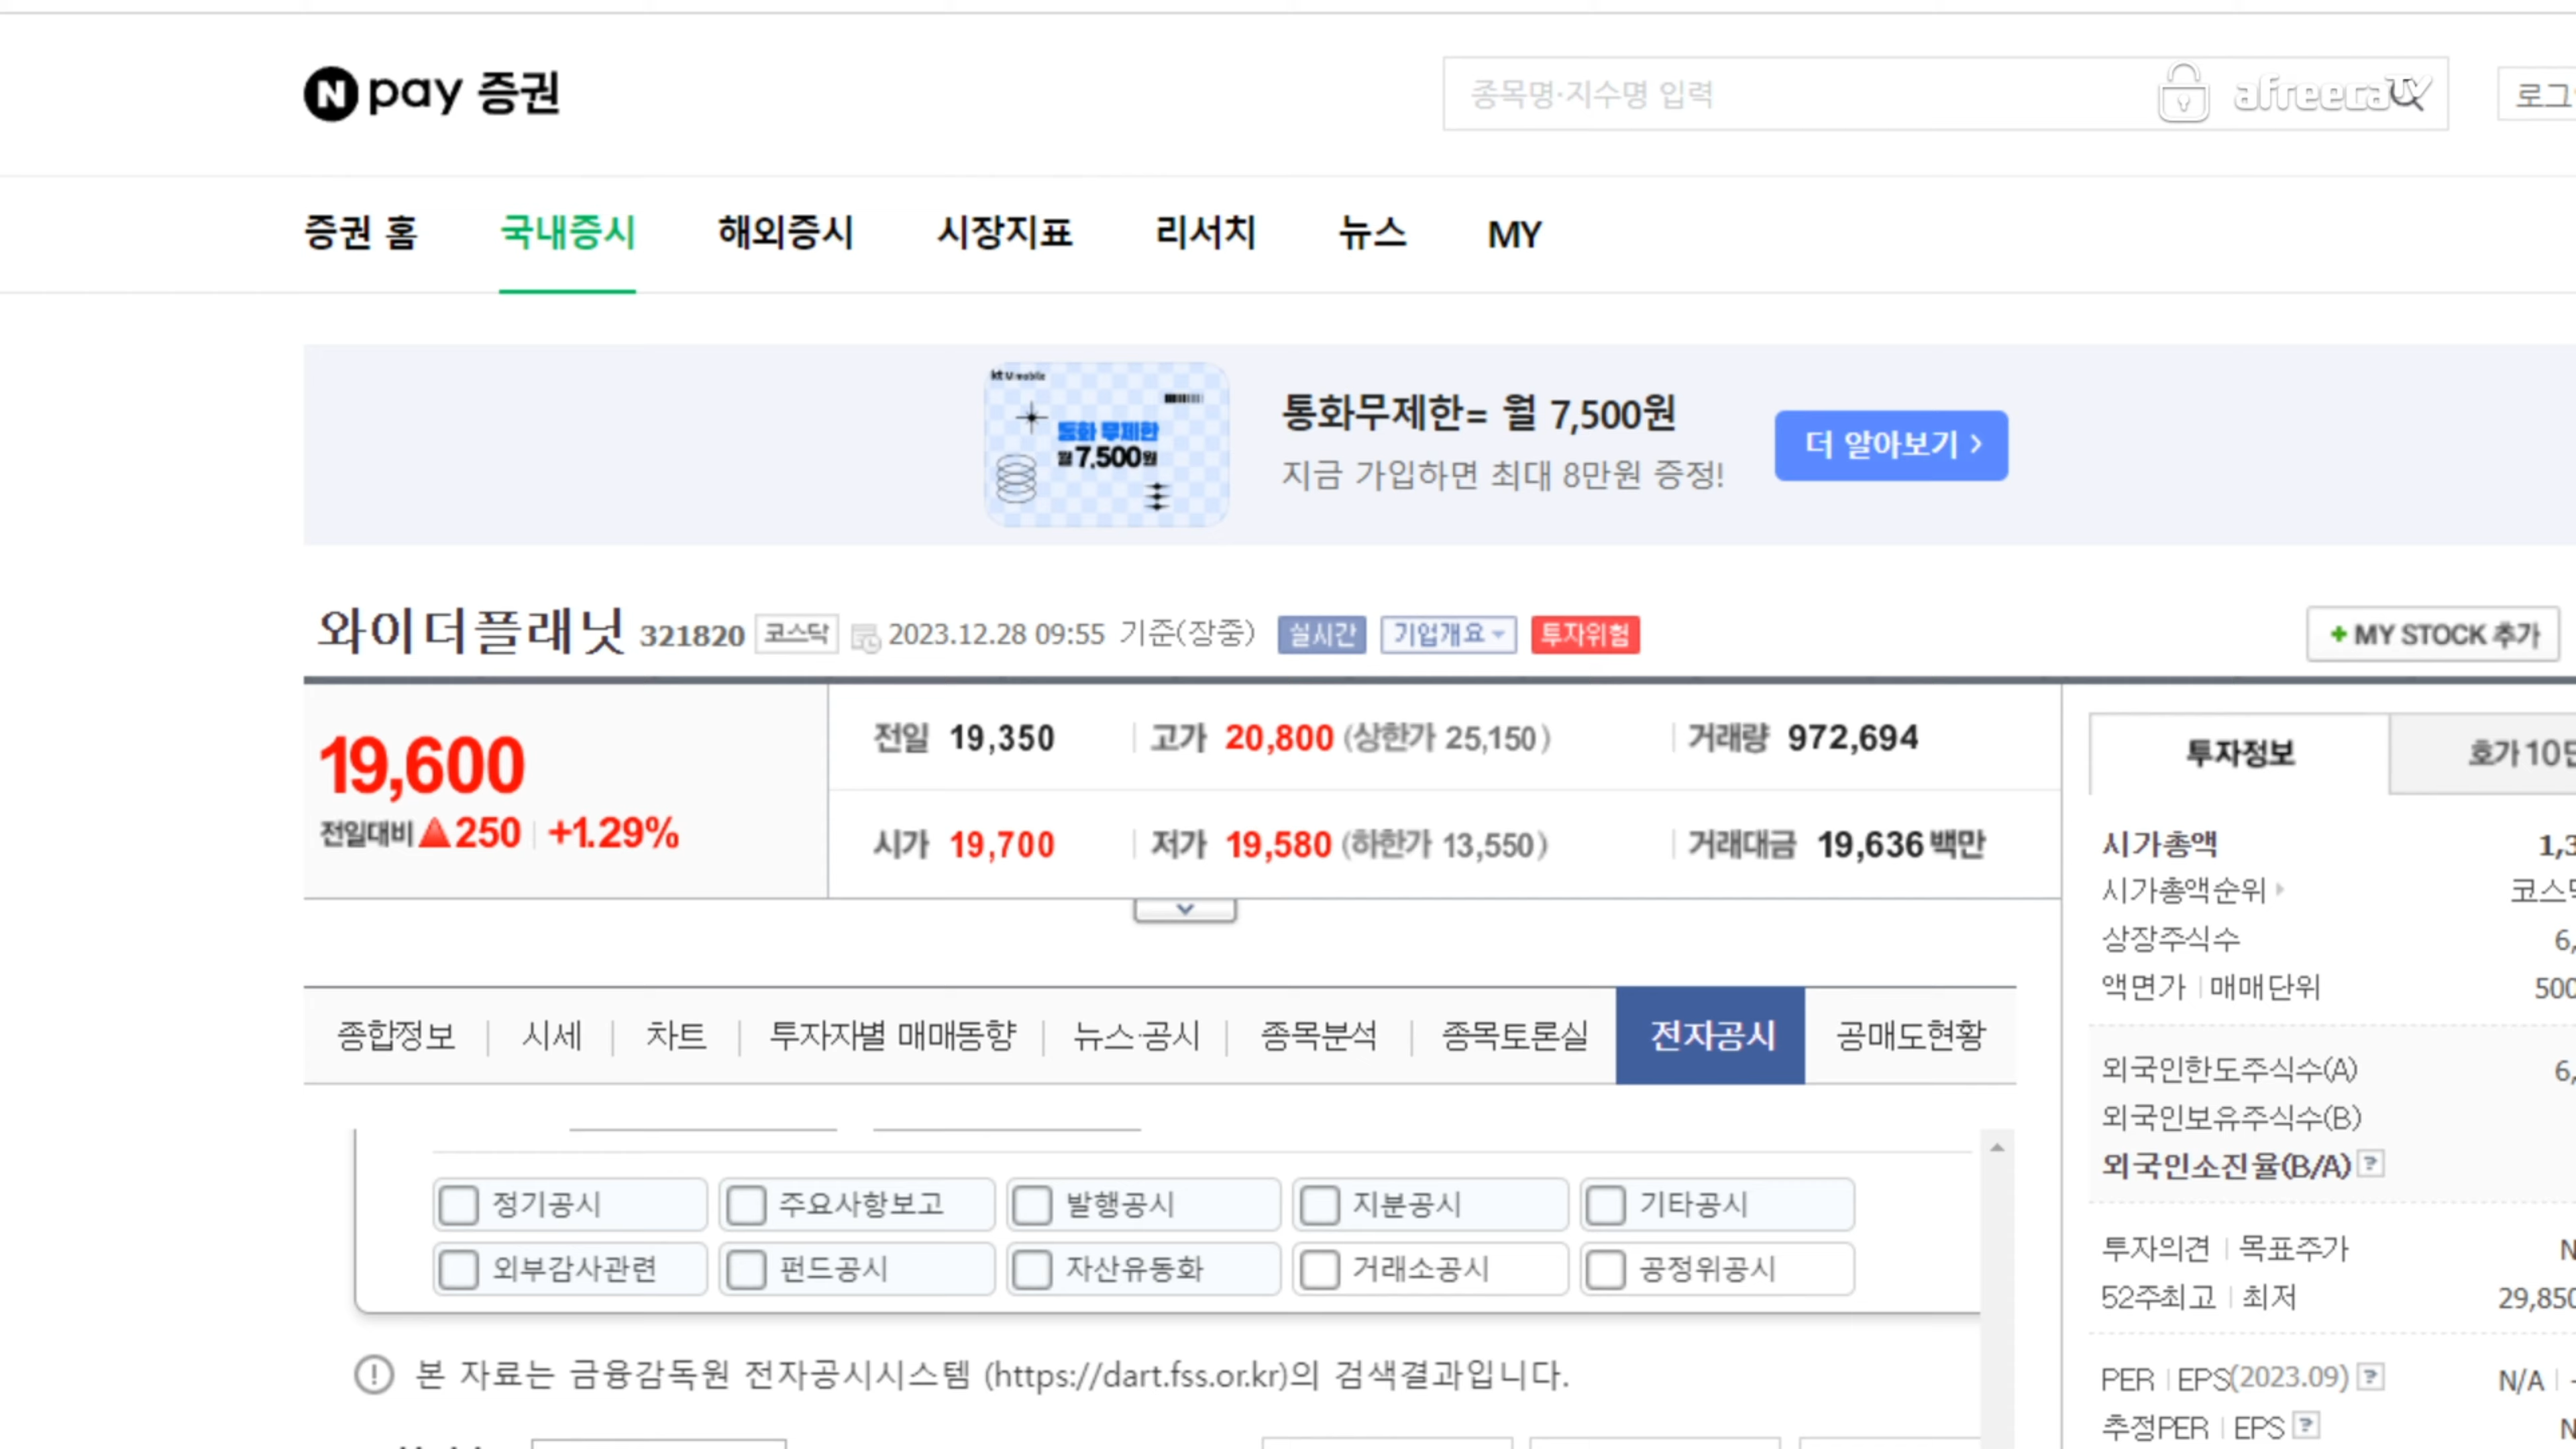 N pay 증권
종목명·지수명 입력
afreecaTV
로그
증권 홈 국내증시 해외증시 시장지표 리서치 뉴스 MY
kt M mobile
통화 무제한
월 7,500원
통화무제한= 월 7,500원
지금 가입하면 최대 8만원 증정!
더 알아보기 >
와이더플래닛 321820 코스닥 2023.12.28 09:55 기준(장중) 실시간 기업개요 투자위험
+ MY STOCK 추가
19,600
전일대비 ▲250 +1.29%
전일 19,350 고가 20,800 (상한가 25,150) 거래량 972,694
시가 19,700 저가 19,580 (하한가 13,550) 거래대금 19,636 백만
종합정보 시세 차트 투자자별 매매동향 뉴스·공시 종목분석 종목토론실 전자공시 공매도현황
정기공시 주요사항보고 발행공시 지분공시 기타공시
외부감사관련 펀드공시 자산유동화 거래소공시 공정위공시
본 자료는 금융감독원 전자공시시스템 (https://dart.fss.or.kr)의 검색결과입니다.
투자정보 호가 10
시가총액 1,3
시가총액순위 코스
상장주식수 6,
액면가 매매단위 500
외국인한도주식수(A) 6,
외국인보유주식수(B)
외국인소진율(B/A) ?
투자의견 목표주가 N
52주최고 최저 29,850
PER EPS(2023.09) ? N/A -
추정PER EPS ? N